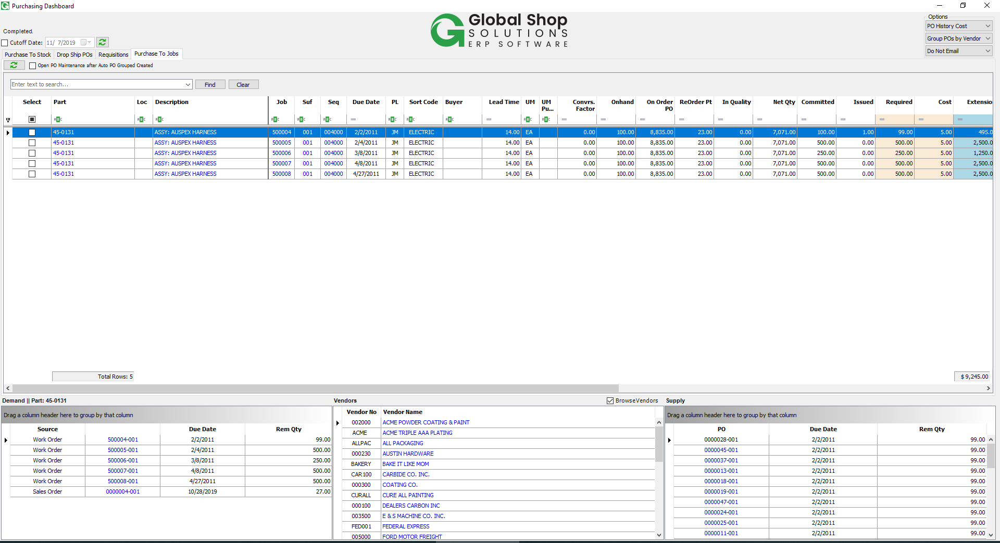 Purchasing Dashboard
Global Shop
SOLUTIONS
ERP SOFTWARE
Options
PO History Cost
Group POs by Vendor
Do Not Email
Completed.
Cutoff Date: 11/ 7/2019
Purchase To Stock Drop Ship POs Requisitions Purchase To Jobs
Open PO Maintenance after Auto PO Grouped Created
Enter text to search... Find Clear
Select Part Loc Description Job Suf Seq Due Date PL Sort Code Buyer Lead Time UM UM Pu... Convrs. Factor Onhand On Order PO ReOrder Pt In Quality Net Qty Committed Issued Required Cost Extensio
45-0131 ASSY: AUSPEX HARNESS 500004 001 004000 2/2/2011 JM ELECTRIC 14.00 EA 0.00 100.00 8,835.00 23.00 0.00 7,071.00 100.00 1.00 99.00 5.00 495.0
45-0131 ASSY: AUSPEX HARNESS 500005 001 004000 2/4/2011 JM ELECTRIC 14.00 EA 0.00 100.00 8,835.00 23.00 0.00 7,071.00 500.00 0.00 500.00 5.00 2,500.0
45-0131 ASSY: AUSPEX HARNESS 500006 001 004000 3/8/2011 JM ELECTRIC 14.00 EA 0.00 100.00 8,835.00 23.00 0.00 7,071.00 250.00 0.00 250.00 5.00 1,250.0
45-0131 ASSY: AUSPEX HARNESS 500007 001 004000 4/8/2011 JM ELECTRIC 14.00 EA 0.00 100.00 8,835.00 23.00 0.00 7,071.00 500.00 0.00 500.00 5.00 2,500.0
45-0131 ASSY: AUSPEX HARNESS 500008 001 004000 4/27/2011 JM ELECTRIC 14.00 EA 0.00 100.00 8,835.00 23.00 0.00 7,071.00 500.00 0.00 500.00 5.00 2,500.0
Total Rows: 5 $ 9,245.00
Demand || Part: 45-0131
Drag a column header here to group by that column
Source Due Date Rem Qty
Work Order 500004-001 2/2/2011 99.00
Work Order 500005-001 2/4/2011 500.00
Work Order 500006-001 3/8/2011 250.00
Work Order 500007-001 4/8/2011 500.00
Work Order 500008-001 4/27/2011 500.00
Sales Order 0000004-001 10/28/2019 27.00
Vendors BrowseVendors
Vendor No Vendor Name
002000 ACME POWDER COATING & PAINT
ACME ACME TRIPLE AAA PLATING
ALLPAC ALL PACKAGING
000230 AUSTIN HARDWARE
BAKERY BAKE IT LIKE MOM
CAR100 CARBIDE CO. INC.
000300 COATING CO.
CURALL CURE ALL PAINTING
000100 DEALERS CARBON INC
003500 E & S MACHINE CO. INC.
FED001 FEDERAL EXPRESS
005000 FORD MOTOR FREIGHT
Supply
Drag a column header here to group by that column
PO Due Date Rem Qty
0000028-001 2/2/2011 99.00
0000045-001 2/2/2011 99.00
0000037-001 2/2/2011 99.00
0000013-001 2/2/2011 99.00
0000018-001 2/2/2011 99.00
0000019-001 2/2/2011 99.00
0000047-001 2/2/2011 99.00
0000024-001 2/2/2011 99.00
0000025-001 2/2/2011 99.00
0000011-001 2/2/2011 99.00